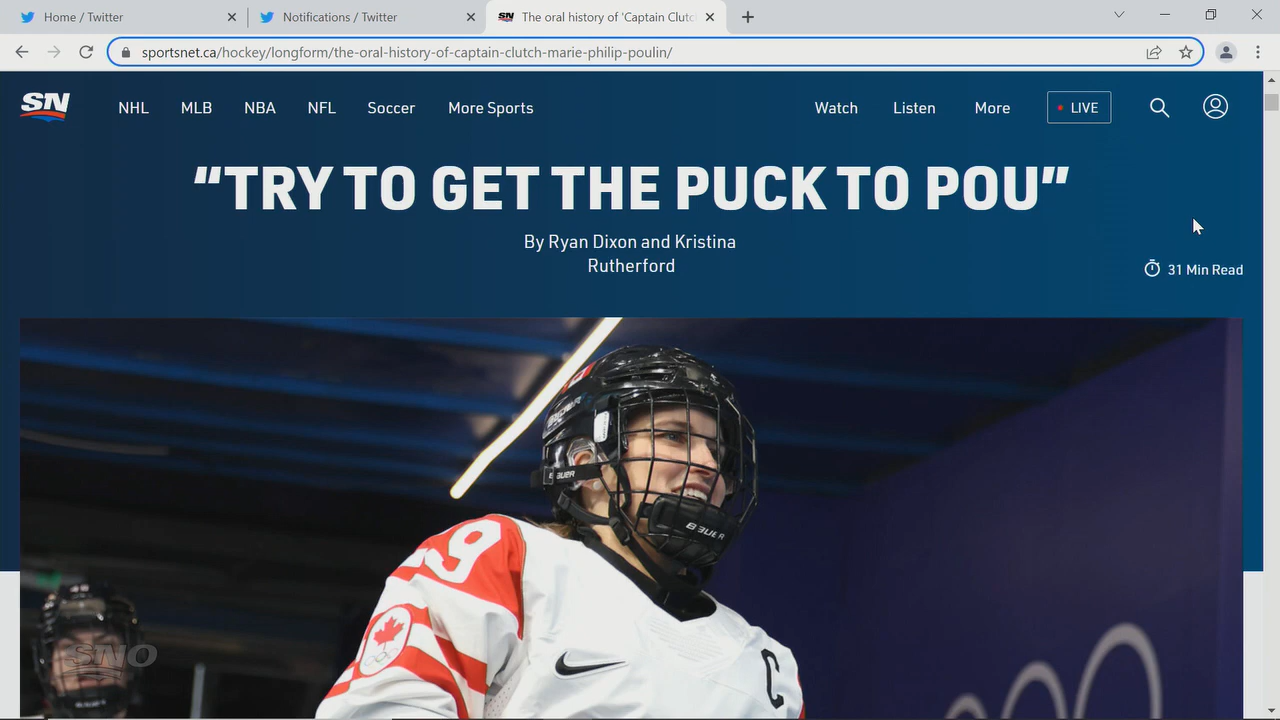 Home / Twitter
Notifications / Twitter
SN The oral history of 'Captain Clutc
sportsnet.ca/hockey/longform/the-oral-history-of-captain-clutch-marie-philip-poulin/
SN NHL MLB NBA NFL Soccer More Sports Watch Listen More LIVE
“TRY TO GET THE PUCK TO POU”
By Ryan Dixon and Kristina
Rutherford
31 Min Read
BAUER
BAUER
29
C
SNO